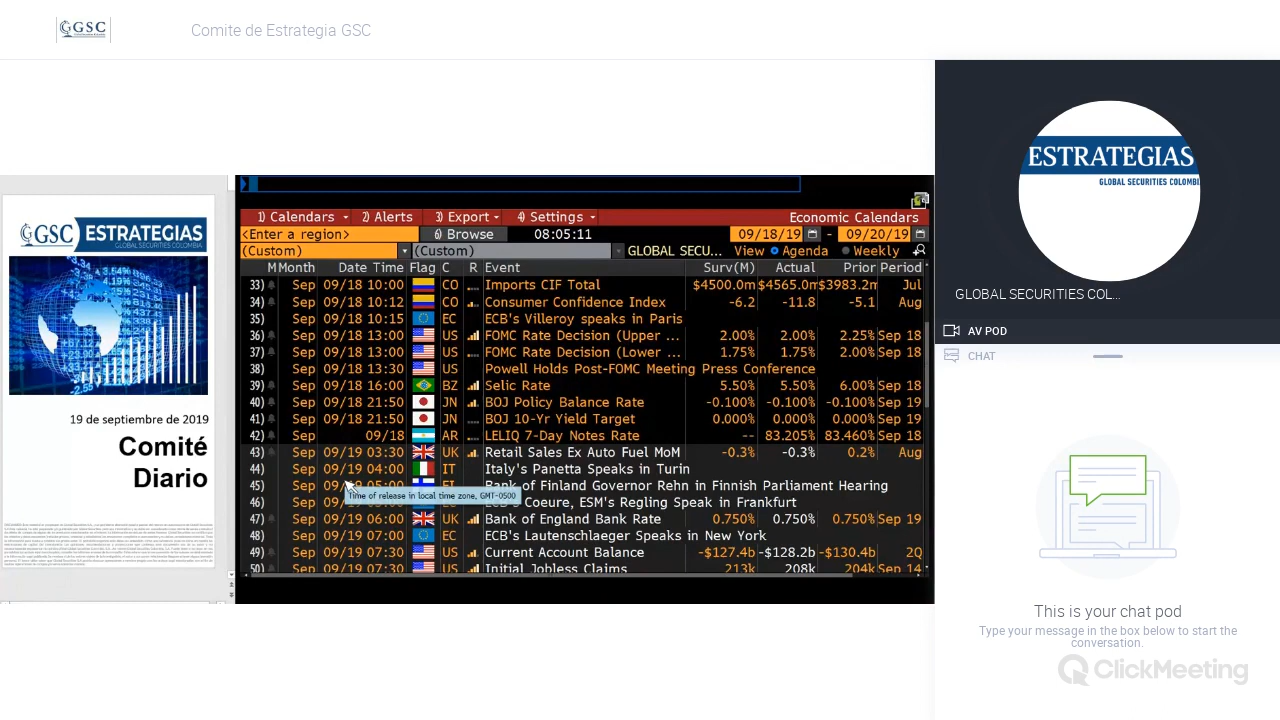 GSC
Comite de Estrategia GSC
GSC ESTRATEGIAS
GLOBAL SECURITIES COLOMBIA
19 de septiembre de 2019
Comité
Diario
1) Calendars 2) Alerts 3) Export 4) Settings Economic Calendars
<Enter a region> 6) Browse 08:05:11 09/18/19 - 09/20/19
(Custom) (Custom) GLOBAL SECU... View Agenda Weekly
M Month Date Time Flag C R Event Surv(M) Actual Prior Period
33) Sep 09/18 10:00 CO Imports CIF Total $4500.0m $4565.0m $3983.2m Jul
34) Sep 09/18 10:12 CO Consumer Confidence Index -6.2 -11.8 -5.1 Aug
35) Sep 09/18 10:15 EC ECB's Villeroy speaks in Paris
36) Sep 09/18 13:00 US FOMC Rate Decision (Upper ... 2.00% 2.00% 2.25% Sep 18
37) Sep 09/18 13:00 US FOMC Rate Decision (Lower ... 1.75% 1.75% 2.00% Sep 18
38) Sep 09/18 13:30 US Powell Holds Post-FOMC Meeting Press Conference
39) Sep 09/18 16:00 BZ Selic Rate 5.50% 5.50% 6.00% Sep 18
40) Sep 09/18 21:50 JN BOJ Policy Balance Rate -0.100% -0.100% -0.100% Sep 19
41) Sep 09/18 21:50 JN BOJ 10-Yr Yield Target 0.000% 0.000% 0.000% Sep 19
42) Sep 09/18 AR LELIQ 7-Day Notes Rate -- 83.205% 83.460% Sep 18
43) Sep 09/19 03:30 UK Retail Sales Ex Auto Fuel MoM -0.3% -0.3% 0.2% Aug
44) Sep 09/19 04:00 IT Italy's Panetta Speaks in Turin
45) Sep 09/19 05:00 FI Bank of Finland Governor Rehn in Finnish Parliament Hearing
Time of release in local time zone, GMT-0500
46) Sep Coeure, ESM's Regling Speak in Frankfurt
47) Sep 09/19 06:00 UK Bank of England Bank Rate 0.750% 0.750% 0.750% Sep 19
48) Sep 09/19 07:30 EC ECB's Lautenschlaeger Speaks in New York
49) Sep 09/19 07:30 US Current Account Balance -$127.4b -$128.2b -$130.4b 2Q
50) Sep 09/19 07:30 US Initial Jobless Claims 213k 208k 204k Sep 14
ESTRATEGIAS
GLOBAL SECURITIES COLOMBI
GLOBAL SECURITIES COL...
AV POD
CHAT
This is your chat pod
Type your message in the box below to start the
conversation.
ClickMeeting